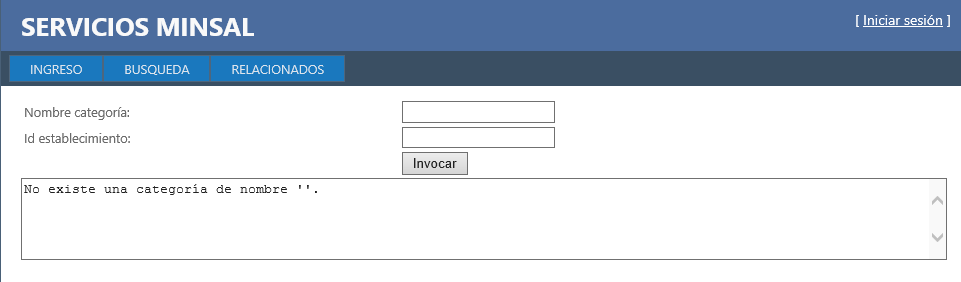 SERVICIOS MINSAL
[ Iniciar sesión ]
INGRESO BUSQUEDA RELACIONADOS
Nombre categoría:
Id establecimiento:
Invocar
No existe una categoría de nombre ''.